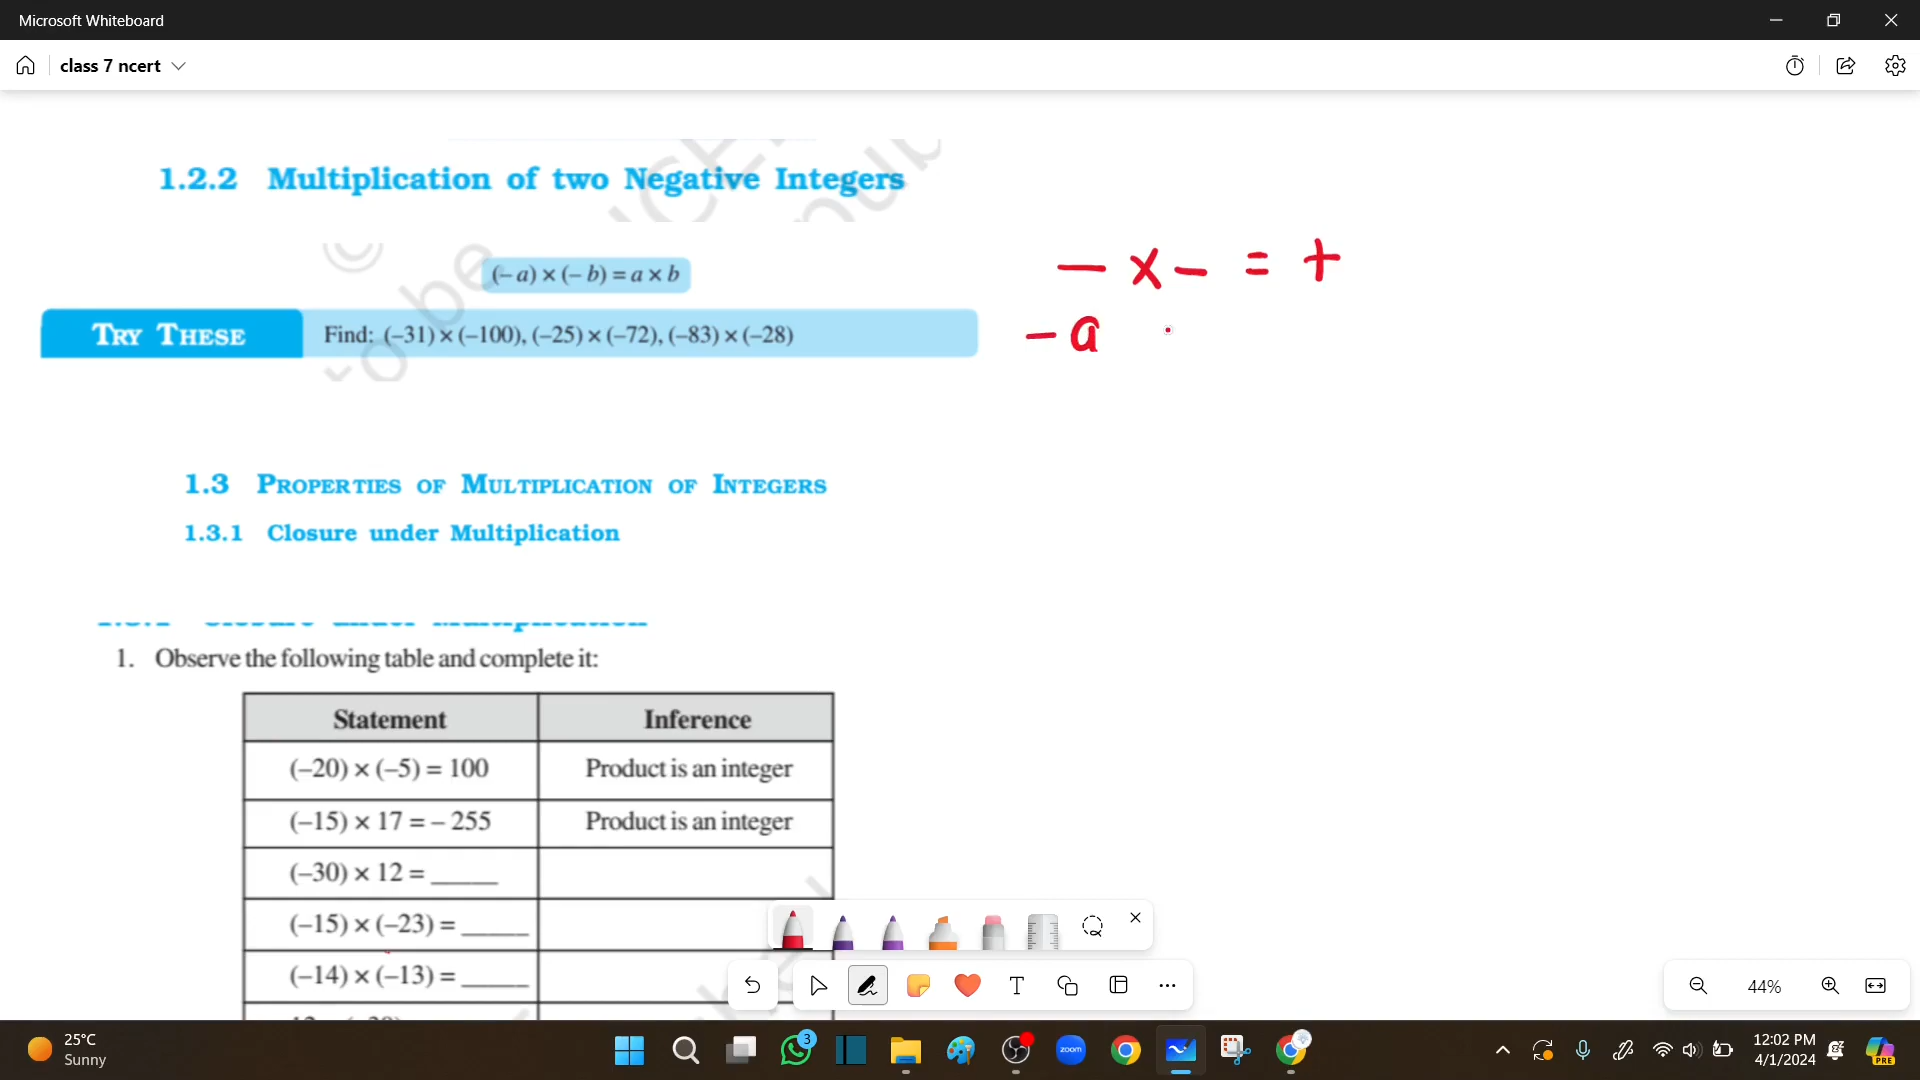 Microsoft Whiteboard
class 7 ncert
1.2.2 Multiplication of two Negative Integers
(– a) × (– b) = a × b
TRY THESE
Find: (–31) × (–100), (–25) × (–72), (–83) × (–28)
– x – = +
– a
1.3 PROPERTIES OF MULTIPLICATION OF INTEGERS
1.3.1 Closure under Multiplication
1. Observe the following table and complete it:
Statement Inference
(–20) × (–5) = 100 Product is an integer
(–15) × 17 = – 255 Product is an integer
(–30) × 12 = _____
(–15) × (–23) = _____
(–14) × (–13) = _____
44%
25°C
Sunny
3
zoom
12:02 PM
4/1/2024
PRE